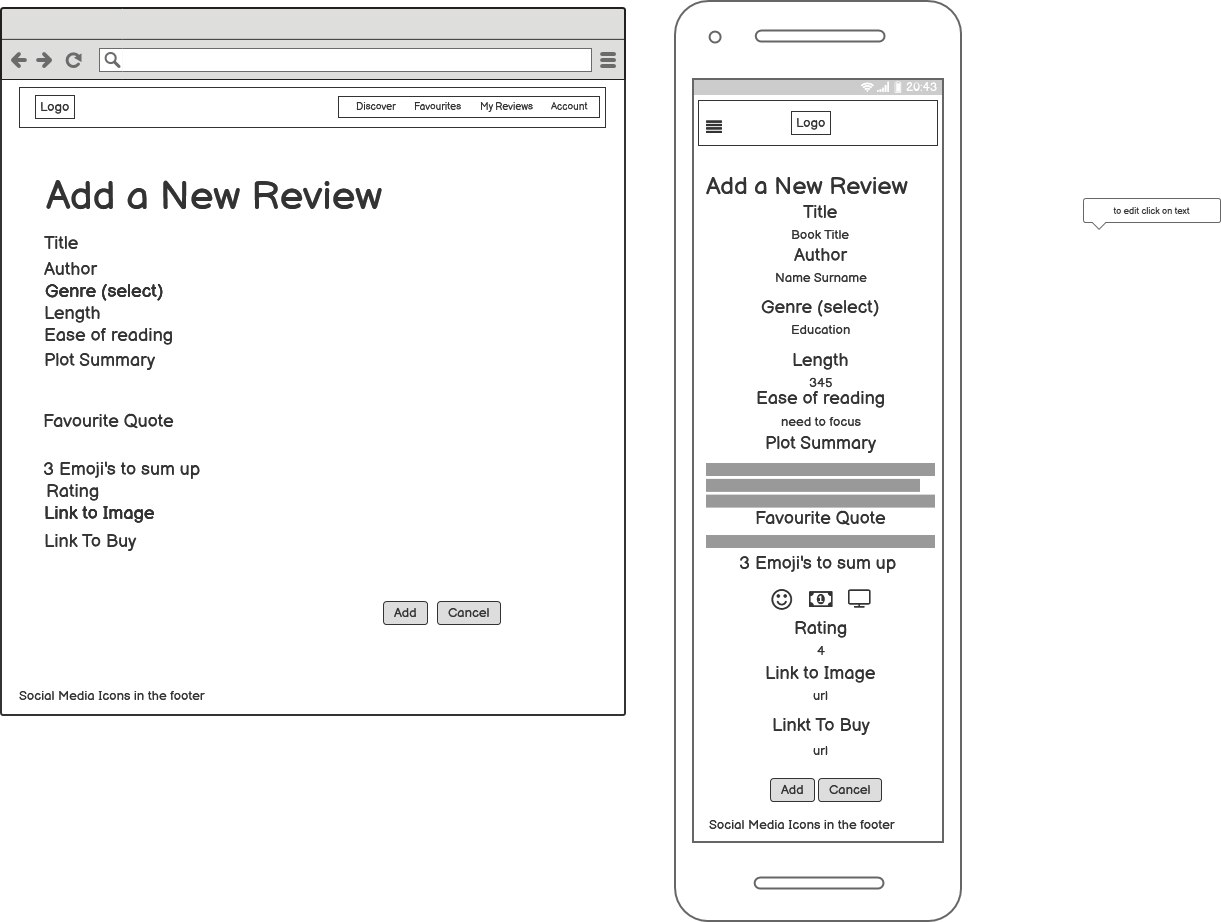 Logo
Discover Favourites My Reviews Account
Add a New Review
Title
Author
Genre (select)
Length
Ease of reading
Plot Summary
Favourite Quote
3 Emoji's to sum up
Rating
Link to Image
Link To Buy
Add Cancel
Social Media Icons in the footer
20:43
Logo
Add a New Review
Title
Book Title
Author
Name Surname
Genre (select)
Education
Length
345
Ease of reading
need to focus
Plot Summary
Favourite Quote
3 Emoji's to sum up
1
Rating
4
Link to Image
url
Linkt To Buy
url
Add Cancel
Social Media Icons in the footer
to edit click on text